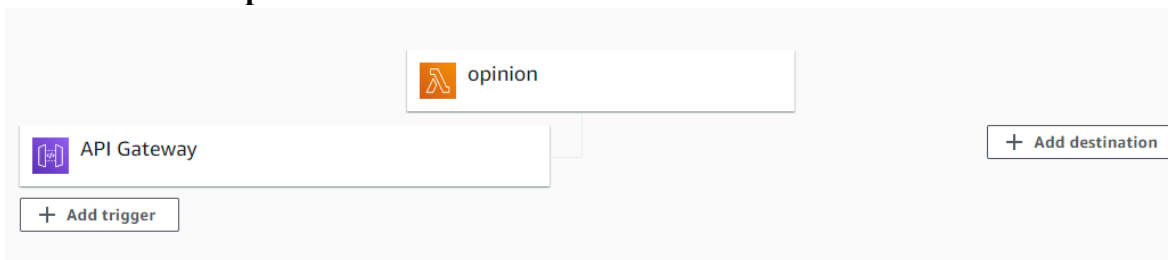 opinion
API Gateway
+ Add destination
+ Add trigger